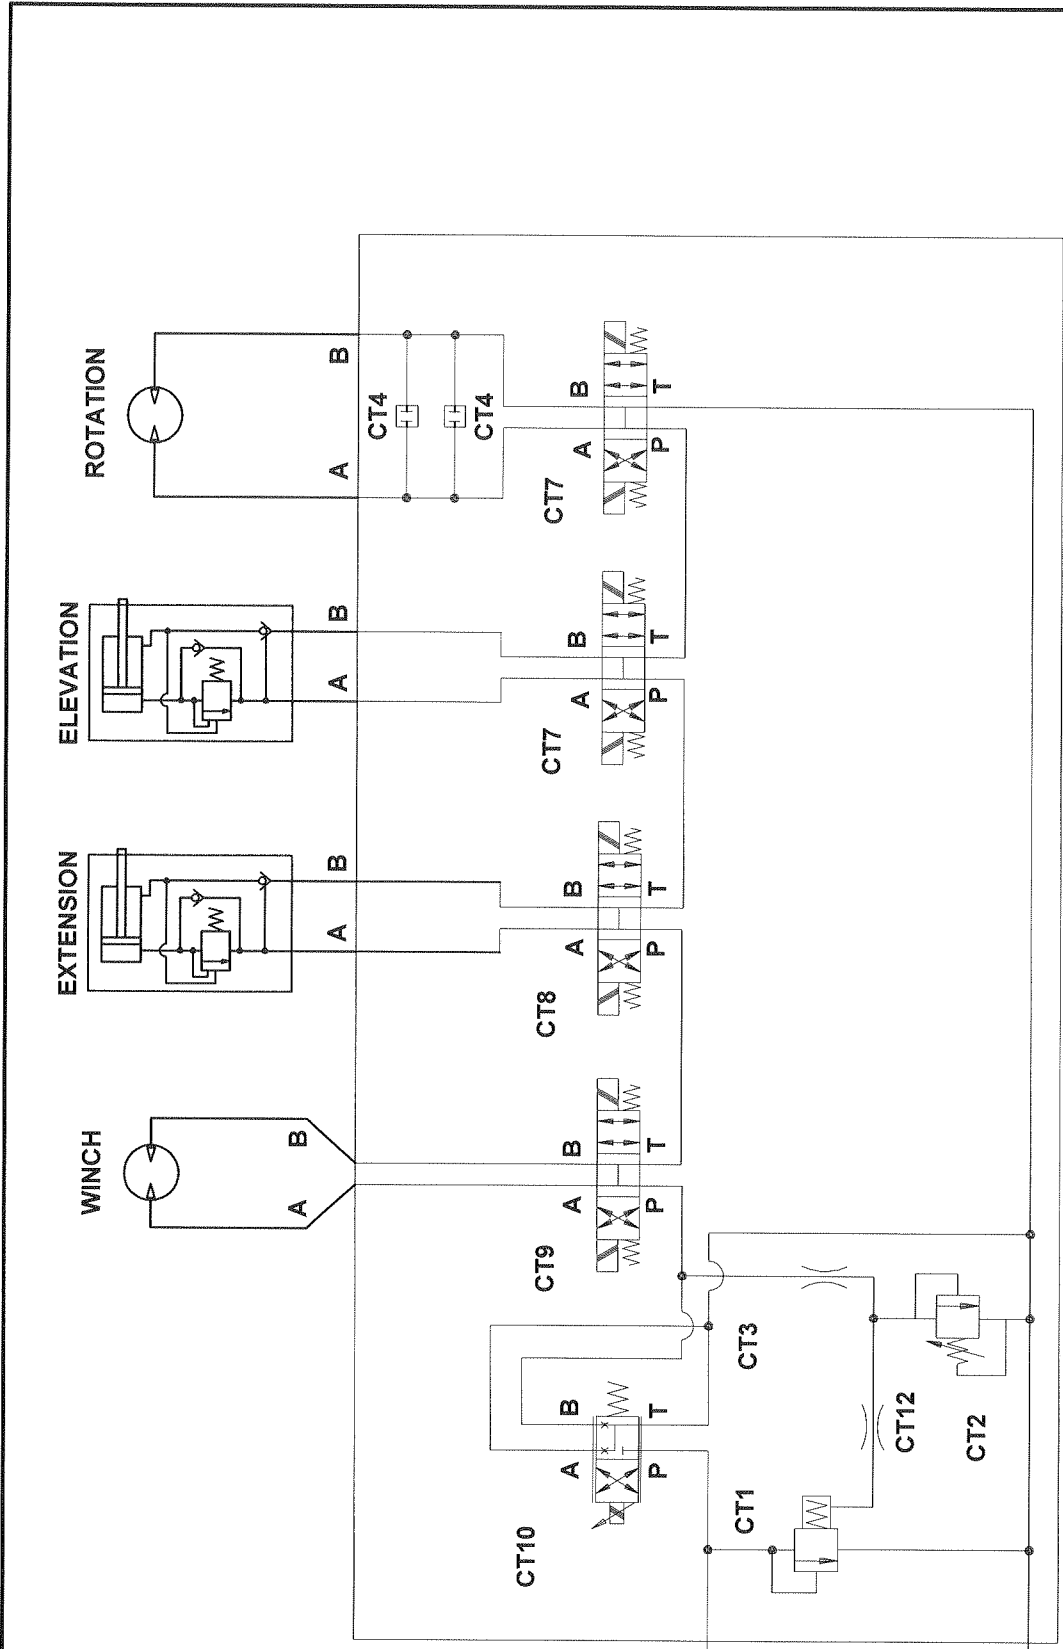 WINCH
EXTENSION
ELEVATION
ROTATION
A
B
A
B
A
B
A
B
CT4
CT4
CT10
A
B
P
T
CT9
A
B
P
T
CT8
A
B
P
T
CT7
A
B
P
T
CT7
A
B
P
T
CT1
CT3
CT12
CT2